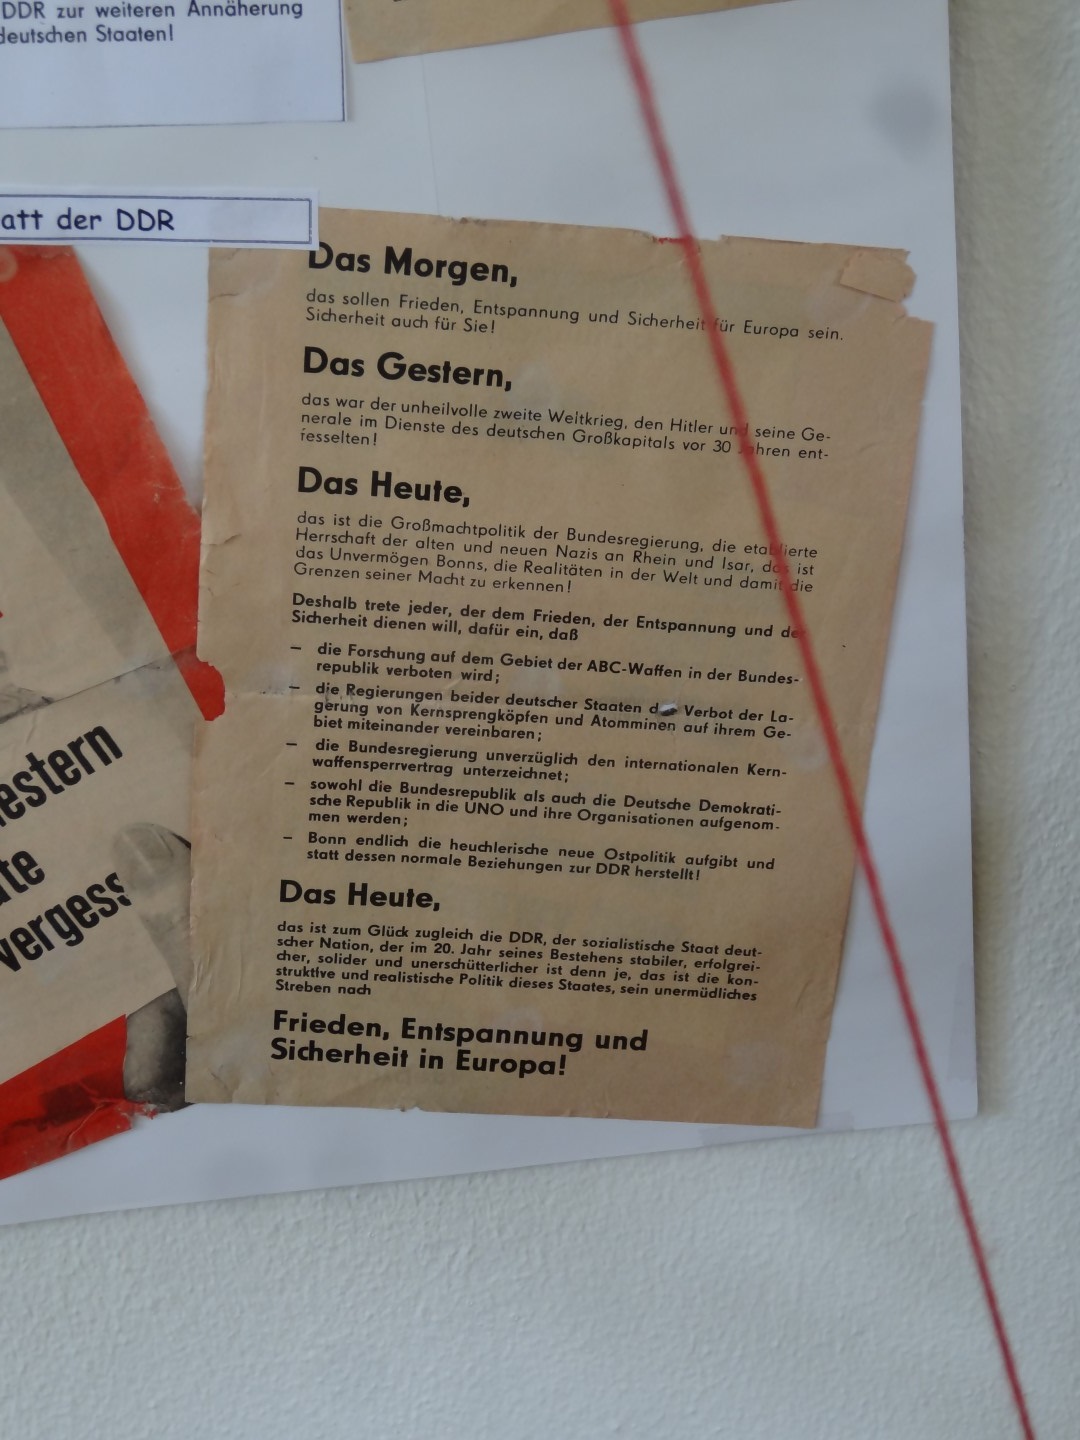 DDR zur weiteren Annäherung
deutschen Staaten!
att der DDR
Das Morgen,
das sollen Frieden, Entspannung und Sicherheit für Europa sein.
Sicherheit auch für Sie!
Das Gestern,
das war der unheilvolle zweite Weltkrieg, den Hitler und seine Ge-
nerale im Dienste des deutschen Großkapitals vor 30 Jahren ent-
fesselten!
Das Heute,
das ist die Großmachtpolitik der Bundesregierung, die etablierte
Herrschaft der alten und neuen Nazis an Rhein und Isar, das ist
das Unvermögen Bonns, die Realitäten in der Welt und damit die
Grenzen seiner Macht zu erkennen!
Deshalb trete jeder, der dem Frieden, der Entspannung und der
Sicherheit dienen will, dafür ein, daß
— die Forschung auf dem Gebiet der ABC-Waffen in der Bundes-
republik verboten wird;
— die Regierungen beider deutscher Staaten das Verbot der La-
gerung von Kernsprengköpfen und Atomminen auf ihrem Ge-
biet miteinander vereinbaren;
— die Bundesregierung unverzüglich den internationalen Kern-
waffensperrvertrag unterzeichnet;
— sowohl die Bundesrepublik als auch die Deutsche Demokrati-
sche Republik in die UNO und ihre Organisationen aufgenom-
men werden;
— Bonn endlich die heuchlerische neue Ostpolitik aufgibt und
statt dessen normale Beziehungen zur DDR herstellt!
Das Heute,
das ist zum Glück zugleich die DDR, der sozialistische Staat deut-
scher Nation, der im 20. Jahr seines Bestehens stabiler, erfolgrei-
cher, solider und unerschütterlicher ist denn je, das ist die kon-
struktive und realistische Politik dieses Staates, sein unermüdliches
Streben nach
Frieden, Entspannung und
Sicherheit in Europa!
estern
te
vergess